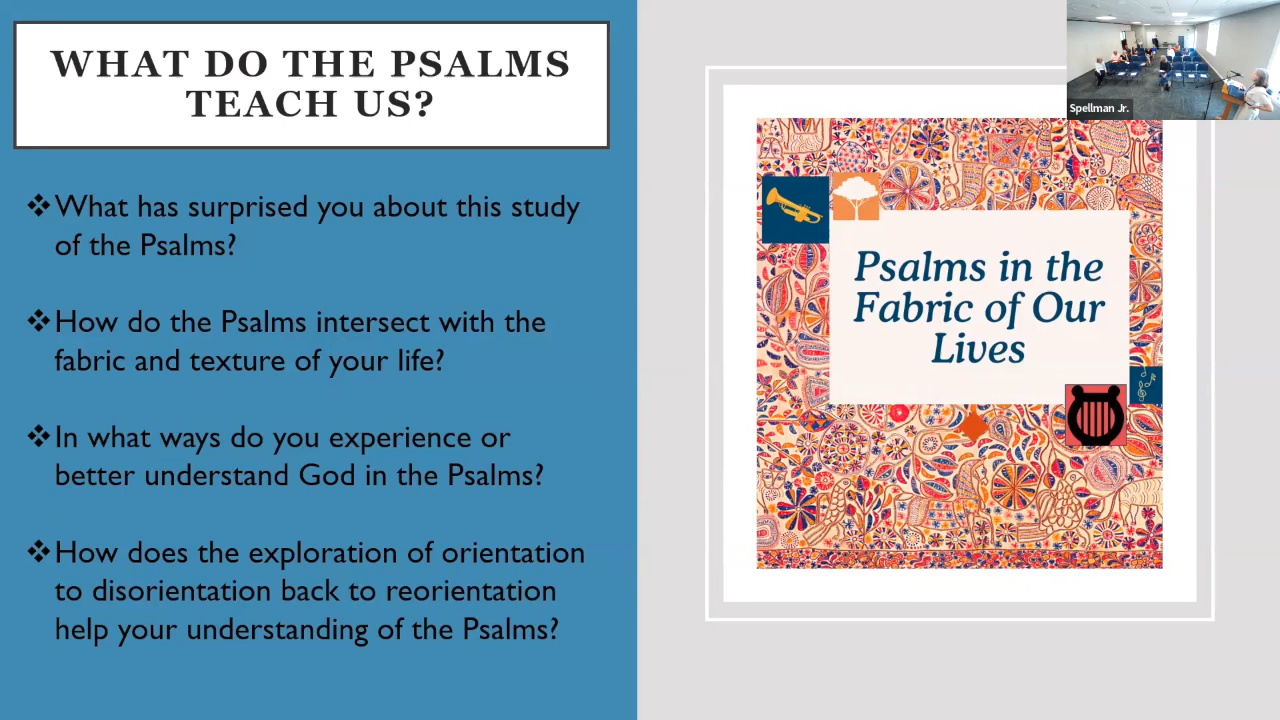 WHAT DO THE PSALMS
TEACH US?
❖What has surprised you about this study
of the Psalms?
❖How do the Psalms intersect with the
fabric and texture of your life?
❖In what ways do you experience or
better understand God in the Psalms?
❖How does the exploration of orientation
to disorientation back to reorientation
help your understanding of the Psalms?
Psalms in the
Fabric of Our
Lives
Spellman Jr.